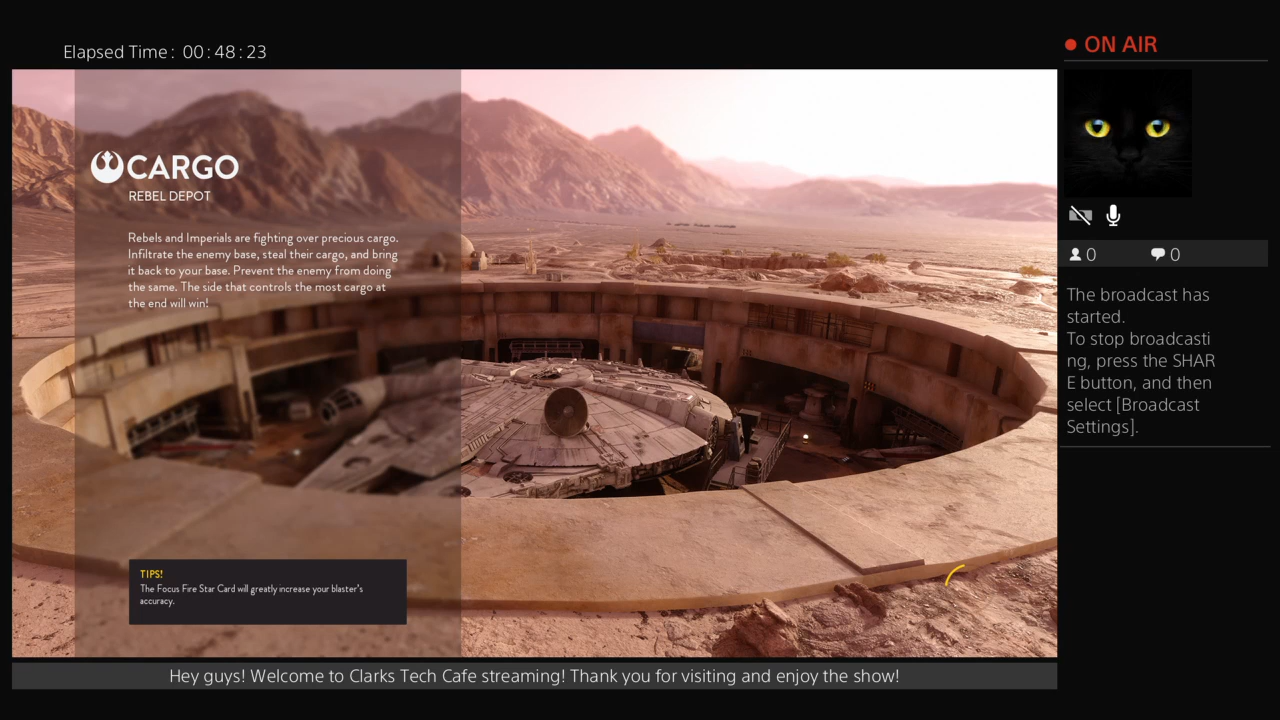 Elapsed Time: 00:48:23
ON AIR
CARGO
REBEL DEPOT
Rebels and Imperials are fighting over precious cargo.
Infiltrate the enemy base, steal their cargo, and bring
it back to your base. Prevent the enemy from doing
the same. The side that controls the most cargo at
the end will win!
TIPS!
The Focus Fire Star Card will greatly increase your blaster's
accuracy.
0 0
The broadcast has
started.
To stop broadcasti
ng, press the SHAR
E button, and then
select [Broadcast
Settings].
Hey guys! Welcome to Clarks Tech Cafe streaming! Thank you for visiting and enjoy the show!